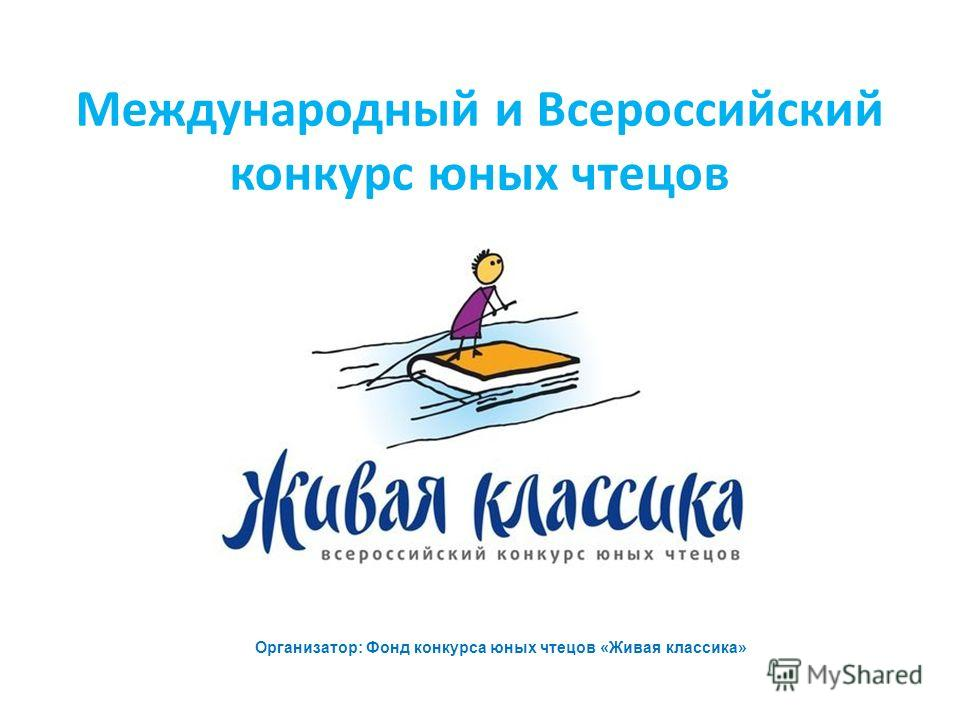 Международный и Всероссийский
конкурс юных чтецов
Живая классика
всероссийский конкурс юных чтецов
Организатор: Фонд конкурса юных чтецов «Живая классика»
MyShared